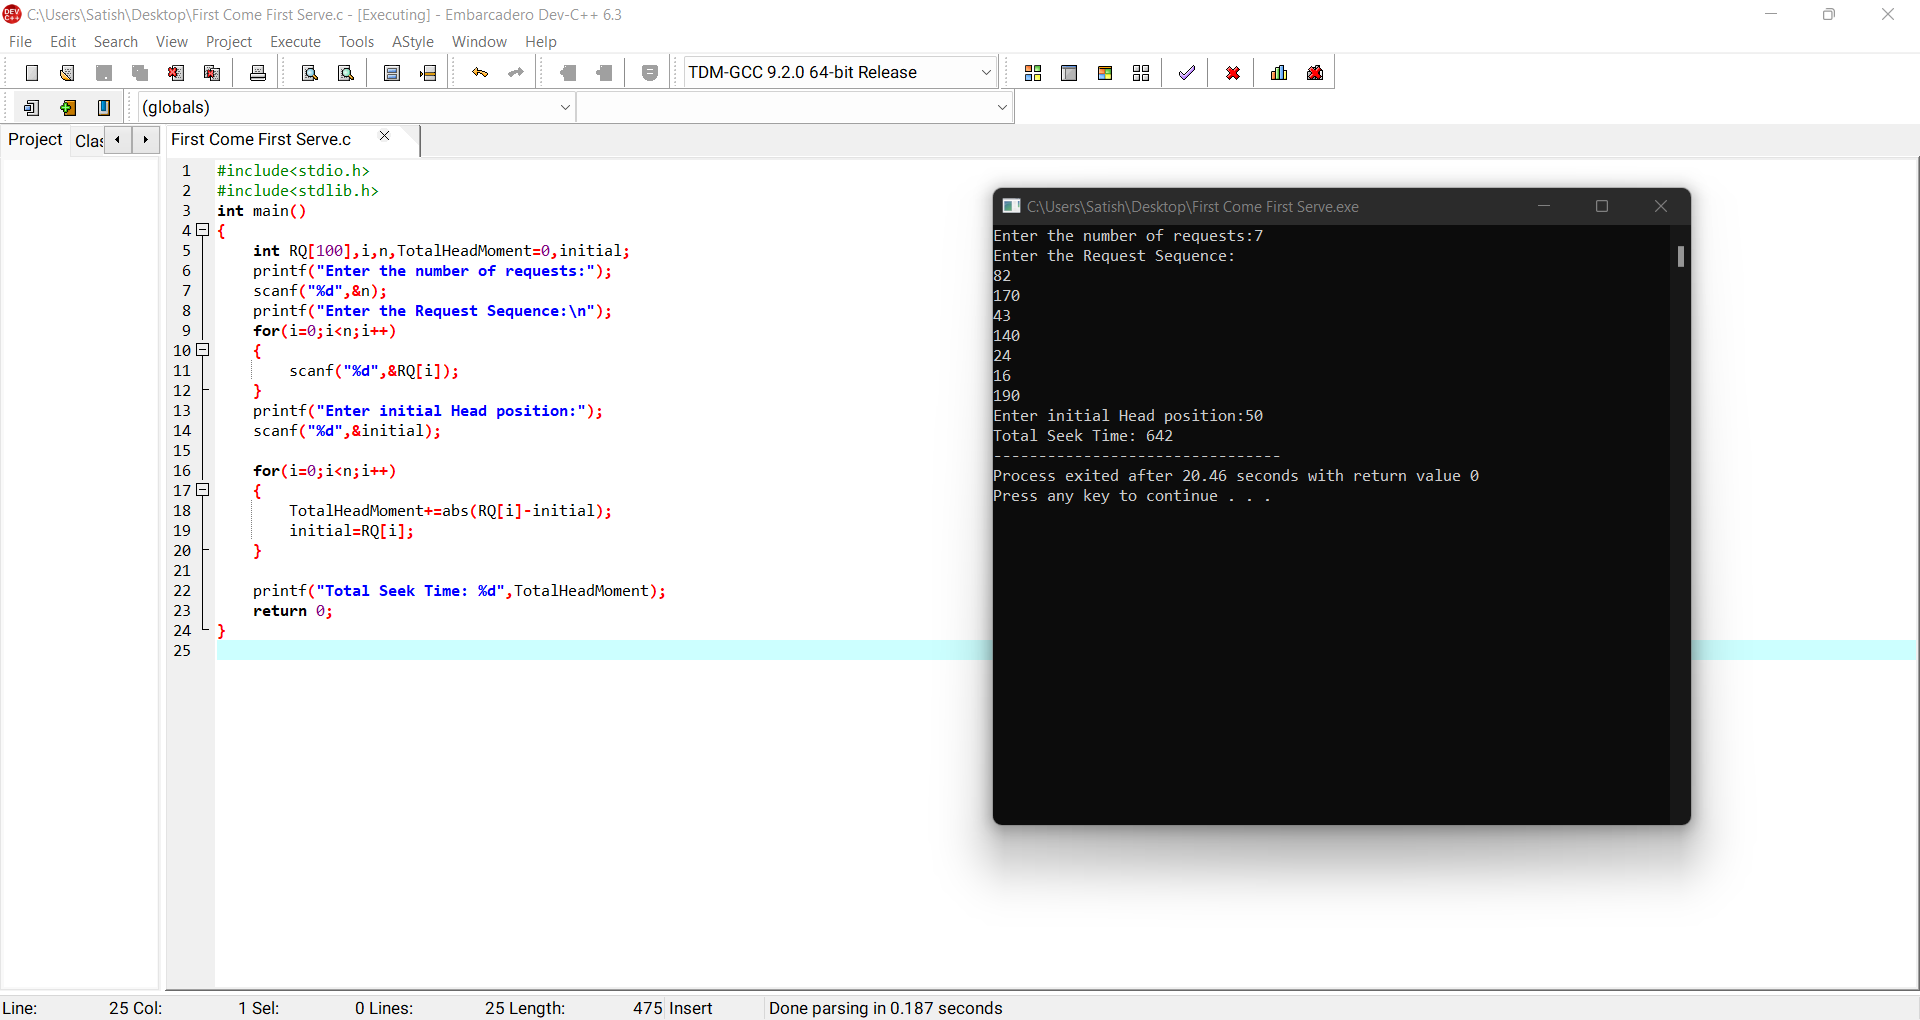 C:\Users\Satish\Desktop\First Come First Serve.c - [Executing] - Embarcadero Dev-C++ 6.3
File Edit Search View Project Execute Tools AStyle Window Help
TDM-GCC 9.2.0 64-bit Release
(globals)
Project Clas First Come First Serve.c
1 #include<stdio.h>
2 #include<stdlib.h>
3 int main()
4 {
5 int RQ[100],i,n,TotalHeadMoment=0,initial;
6 printf("Enter the number of requests:");
7 scanf("%d",&n);
8 printf("Enter the Request Sequence:\n");
9 for(i=0;i<n;i++)
10 {
11 scanf("%d",&RQ[i]);
12 }
13 printf("Enter initial Head position:");
14 scanf("%d",&initial);
15
16 for(i=0;i<n;i++)
17 {
18 TotalHeadMoment+=abs(RQ[i]-initial);
19 initial=RQ[i];
20 }
21
22 printf("Total Seek Time: %d",TotalHeadMoment);
23 return 0;
24 }
25
C:\Users\Satish\Desktop\First Come First Serve.exe
Enter the number of requests:7
Enter the Request Sequence:
82
170
43
140
24
16
190
Enter initial Head position:50
Total Seek Time: 642
--------------------------------
Process exited after 20.46 seconds with return value 0
Press any key to continue . . .
Line: 25 Col: 1 Sel: 0 Lines: 25 Length: 475 Insert Done parsing in 0.187 seconds